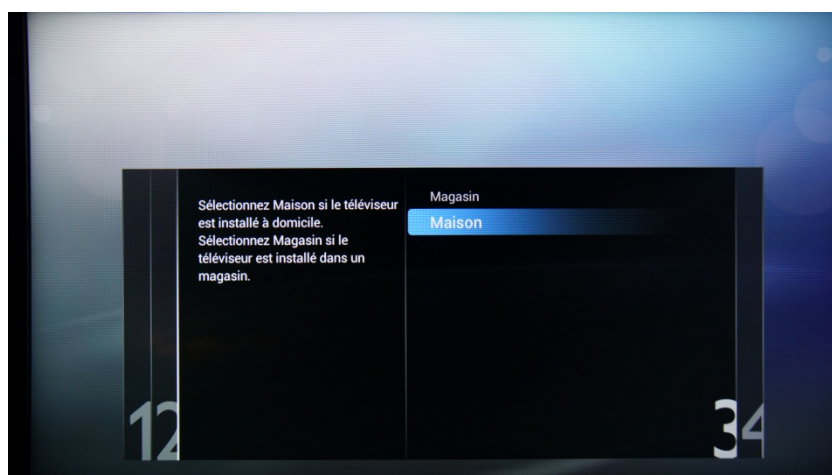 Sélectionnez Maison si le téléviseur
est installé à domicile.
Sélectionnez Magasin si le
téléviseur est installé dans un
magasin.
Magasin
Maison
12
34